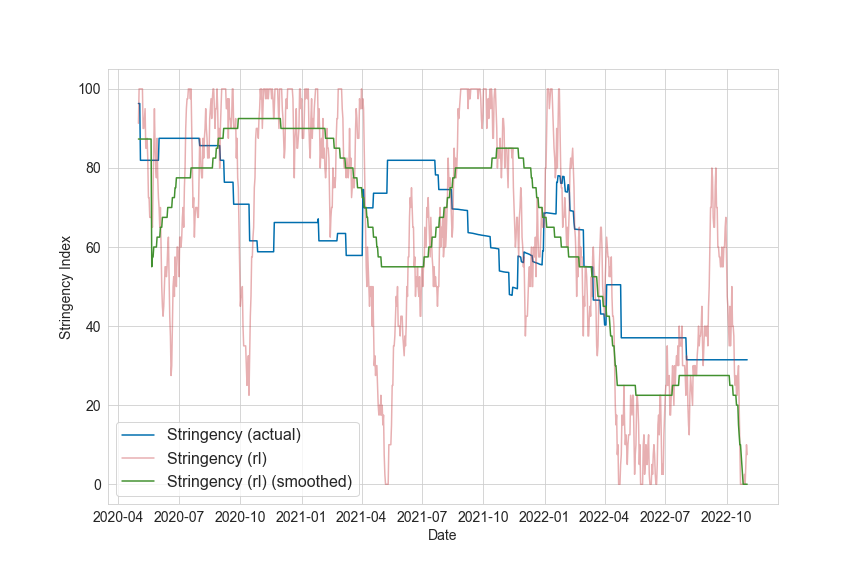 Stringency Index
100
80
60
40
20
0
Stringency (actual)
Stringency (rl)
Stringency (rl) (smoothed)
2020-04 2020-07 2020-10 2021-01 2021-04 2021-07 2021-10 2022-01 2022-04 2022-07 2022-10
Date